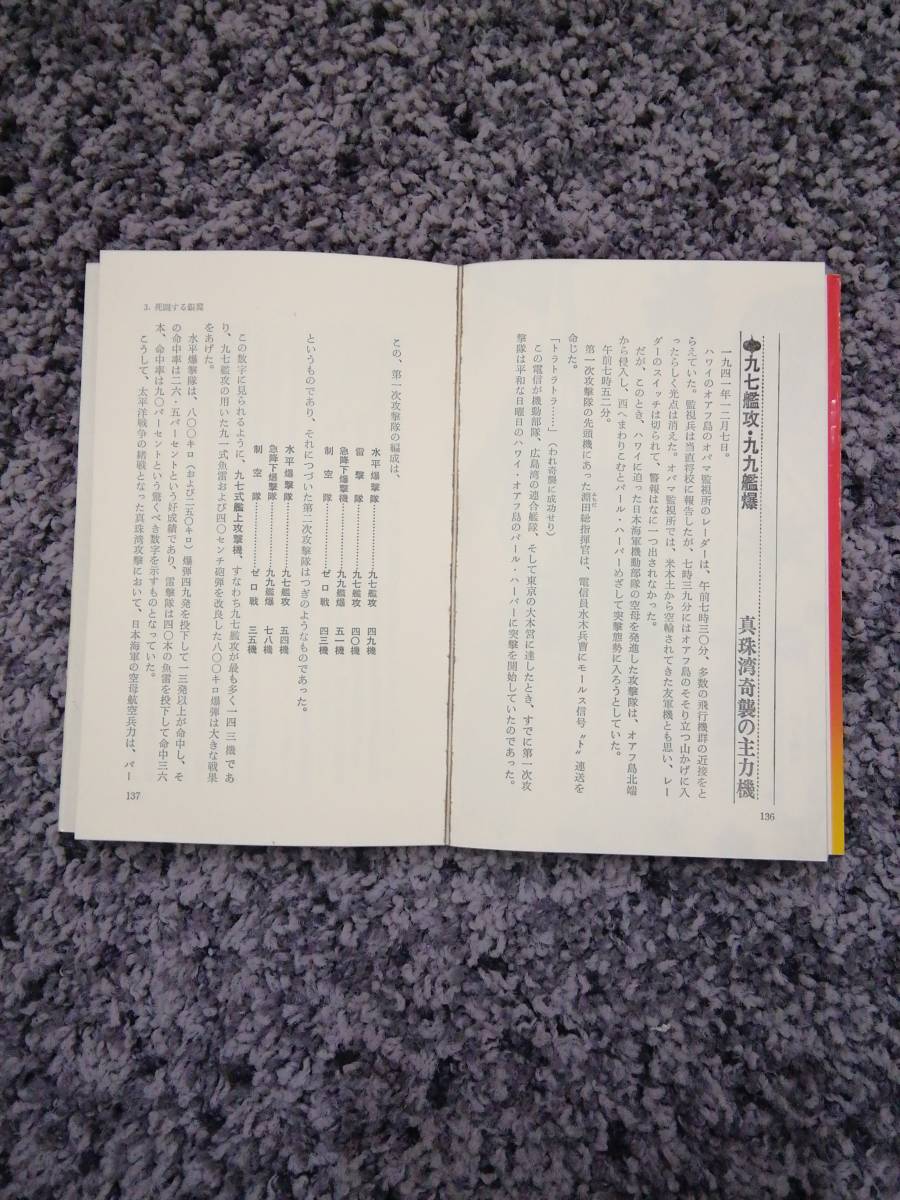 九七艦攻・九九艦爆
真珠湾奇襲の主力機
一九四一年一二月七日。
ハワイのオアフ島のオパマ監視所のレーダーは、午前七時三〇分、多数の飛行機群の近接をと
らえていた。監視兵は当直将校に報告したが、七時三九分にはオアフ島のそそり立つ山かげに入
ったらしく光点は消えた。オパマ監視所では、米本土から空輸されてきた友軍機とも思い、レー
ダーのスイッチは切られて、警報はなに一つ出されなかった。
だが、このとき、ハワイに迫った日本海軍機動部隊の空母を発進した攻撃隊は、オアフ島北端
から侵入し、西へまわりこむとパール・ハーバーめざして突撃態勢に入ろうとしていた。
午前七時五二分。
第一次攻撃隊の先頭機にあった淵田総指揮官は、電信員水木兵曹にモールス信号〝ト〟連送を
ふちだ
命じた。
「トラトラトラ……」(われ奇襲に成功せり)
この電信が機動部隊、広島湾の連合艦隊、そして東京の大本営に達したとき、すでに第一次攻
撃隊は平和な日曜のハワイ・オアフ島のパール・ハーバーに突撃を開始していたのであった。
136
3. 死闘する銀翼
この、第一次攻撃隊の編成は、
水平爆撃隊…………九七艦攻 四九機
雷撃隊…………九七艦攻 四〇機
急降下爆撃機…………九九艦爆 五一機
制空隊…………ゼロ戦 四三機
というものであり、それにつづいた第二次攻撃隊はつぎのようなものであった。
水平爆撃隊…………九七艦攻 五四機
急降下爆撃隊…………九九艦爆 七八機
制空隊…………ゼロ戦 三五機
この数字に見られるように、九七式艦上攻撃機、すなわち九七艦攻が最も多く一四三機であ
り、九七艦攻の用いた九一式魚雷および四〇センチ砲弾を改良した八〇〇キロ爆弾は大きな戦果
をあげた。
水平爆撃隊は、八〇〇キロ(および二五〇キロ)爆弾四九発を投下して一三発以上が命中し、そ
の命中率は二六・五パーセントという好成績であり、雷撃隊は四〇本の魚雷を投下して命中三六
本、命中率は九〇パーセントという驚くべき数字を示すものとなっていた。
こうして、太平洋戦争の緒戦となった真珠湾攻撃において、日本海軍の空母航空兵力は、パー
137